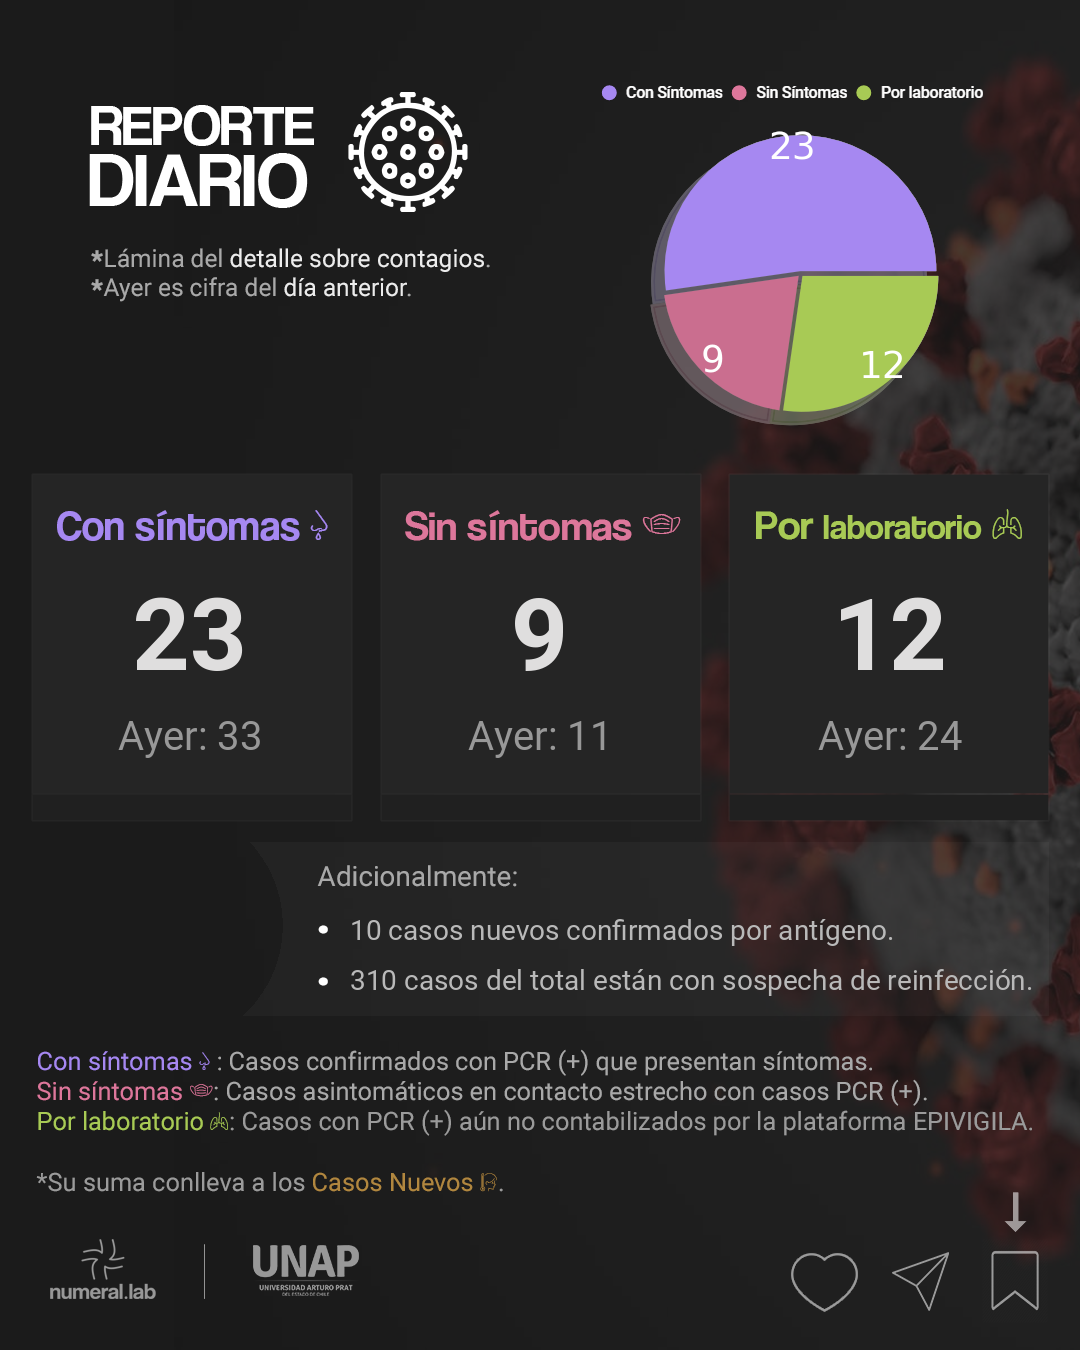 REPORTE
DIARIO
*Lámina del detalle sobre contagios.
*Ayer es cifra del día anterior.
Con Síntomas Sin Síntomas Por laboratorio
23
9
12
Con síntomas
23
Ayer: 33
Sin síntomas
9
Ayer: 11
Por laboratorio
12
Ayer: 24
Adicionalmente:
• 10 casos nuevos confirmados por antígeno.
• 310 casos del total están con sospecha de reinfección.
Con síntomas : Casos confirmados con PCR (+) que presentan síntomas.
Sin síntomas : Casos asintomáticos en contacto estrecho con casos PCR (+).
Por laboratorio : Casos con PCR (+) aún no contabilizados por la plataforma EPIVIGILA.
*Su suma conlleva a los Casos Nuevos .
numeral.lab
UNAP
UNIVERSIDAD ARTURO PRAT
DEL ESTADO DE CHILE